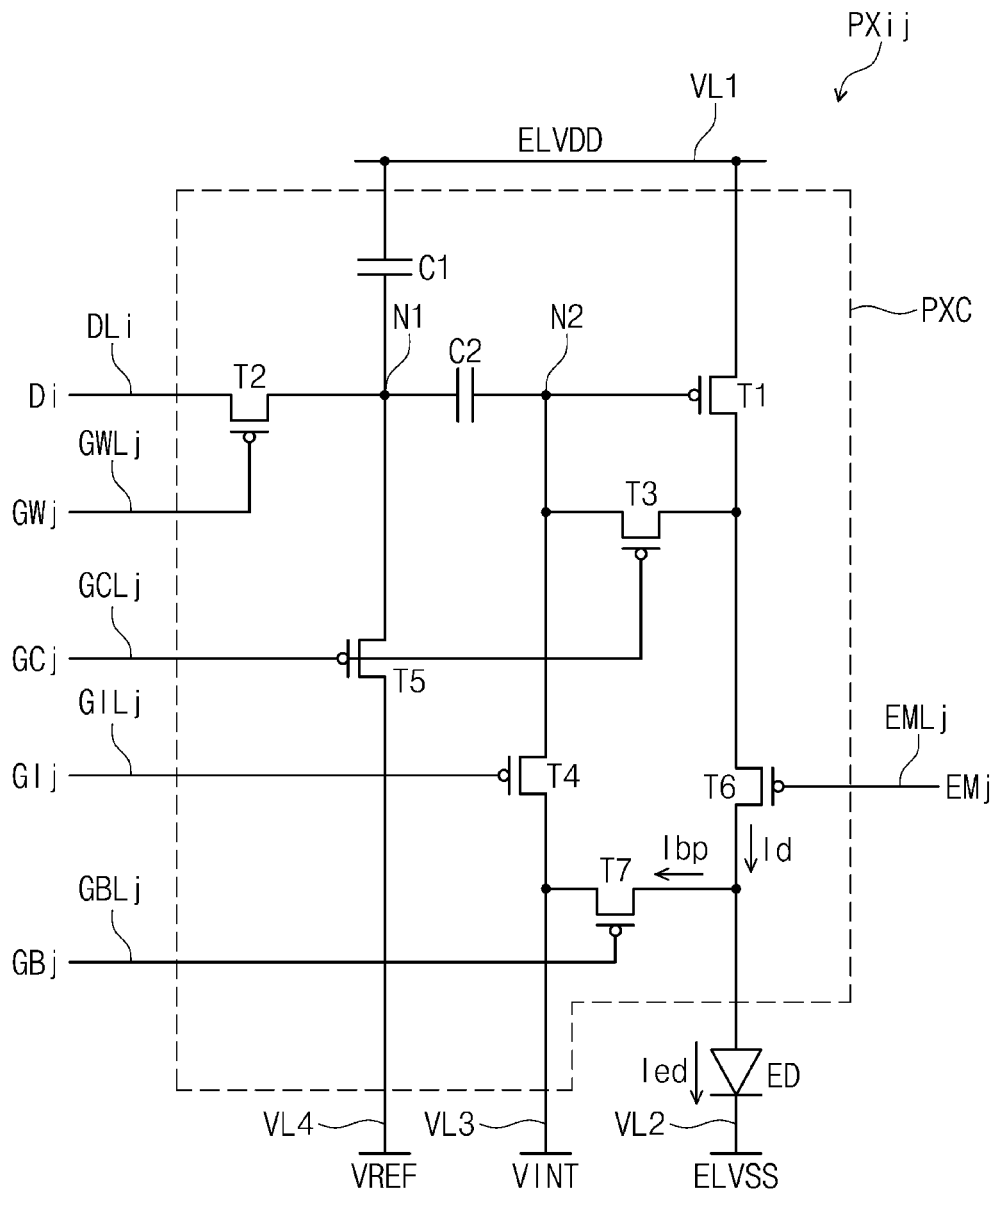 PXij
VL1
ELVDD
C1
PXC
DLi
N1
N2
C2
T2
T1
Di
GWLj
GWj
T3
GCLj
GCj
T5
GILj
EMLj
GIj
T4
T6
EMj
Ibp
Id
T7
GBLj
GBj
Ied
ED
VL4
VL3
VL2
VREF
VINT
ELVSS